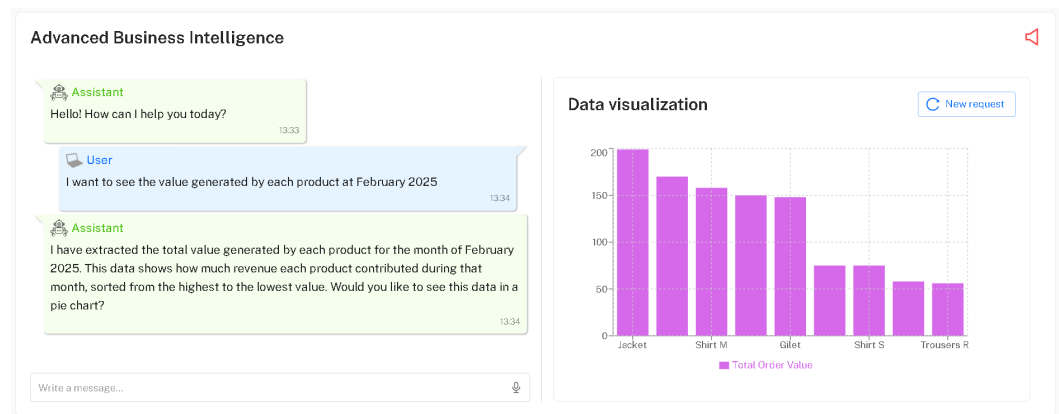 Advanced Business Intelligence
Assistant
Hello! How can I help you today?
13:33
User
I want to see the value generated by each product at February 2025
13:34
Assistant
I have extracted the total value generated by each product for the month of February
2025. This data shows how much revenue each product contributed during that
month, sorted from the highest to the lowest value. Would you like to see this data in a
pie chart?
13:34
Write a message...
Data visualization
New request
200
150
100
50
0
Jacket Shirt M Gilet Shirt S Trousers R
Total Order Value